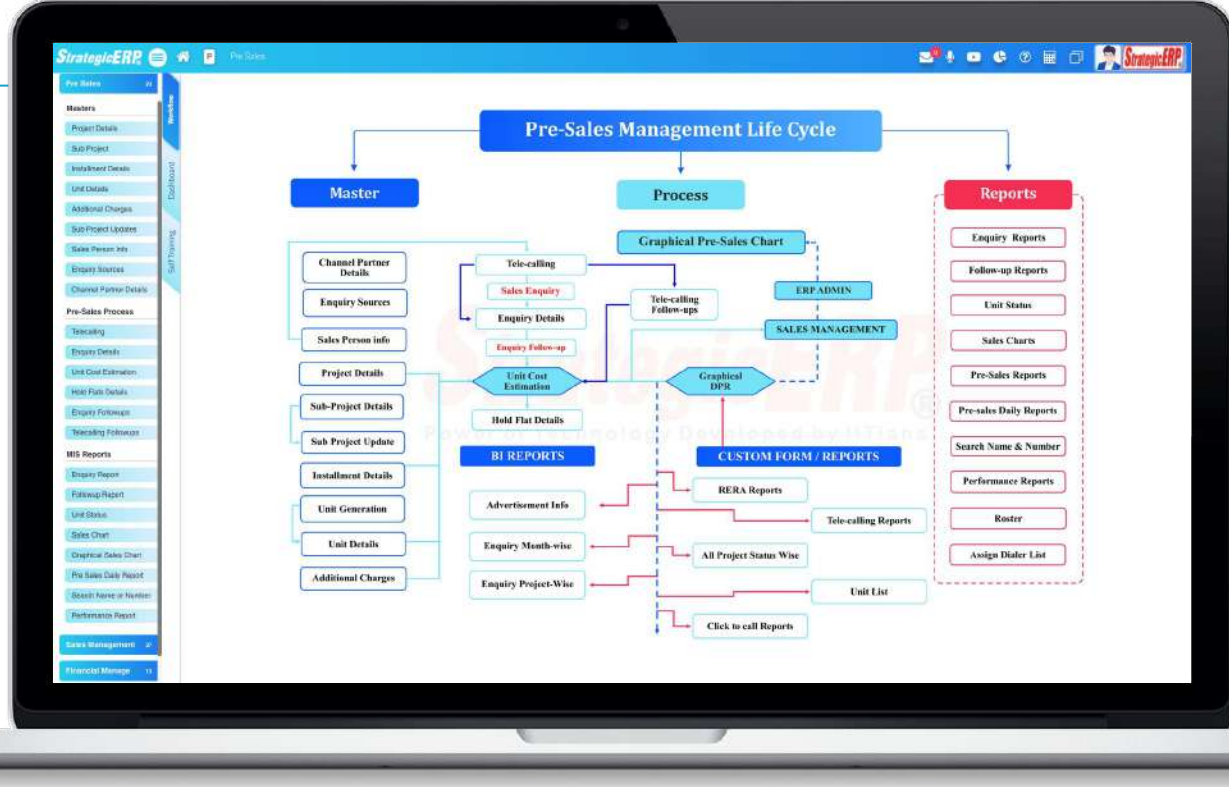 StrategicERP
Pre Sales
StrategicERP
Pre Sales
Masters
Project Details
Sub Project
Installment Details
Unit Details
Additional Charges
Sub Project Updates
Sales Person Info
Enquiry Sources
Channel Partner Details
Pre-Sales Process
Telecalling
Enquiry Details
Unit Cost Estimation
Hold Flats Details
Enquiry Followups
Telecalling Followups
MIS Reports
Enquiry Report
Followup Report
Unit Status
Sales Chart
Graphical Sales Chart
Pre Sales Daily Report
Search Name or Number
Performance Report
Sales Management
Financial Manage
Workflow
Dashboard
Self Training
Pre-Sales Management Life Cycle
Master
Channel Partner
Details
Enquiry Sources
Sales Person info
Project Details
Sub-Project Details
Sub Project Update
Installment Details
Unit Generation
Unit Details
Additional Charges
Process
Graphical Pre-Sales Chart
Tele-calling
Sales Enquiry
Enquiry Details
Enquiry Follow-up
Unit Cost
Estimation
Hold Flat Details
Tele-calling
Follow-ups
ERP ADMIN
SALES MANAGEMENT
Graphical
DPR
StrategicERP
®
Power of Technology Developed by IITians
BI REPORTS
Advertisement Info
Enquiry Month-wise
Enquiry Project-Wise
CUSTOM FORM / REPORTS
RERA Reports
Tele-calling Reports
All Project Status Wise
Unit List
Click to call Reports
Reports
Enquiry Reports
Follow-up Reports
Unit Status
Sales Charts
Pre-Sales Reports
Pre-sales Daily Reports
Search Name & Number
Performance Reports
Roster
Assign Dialer List